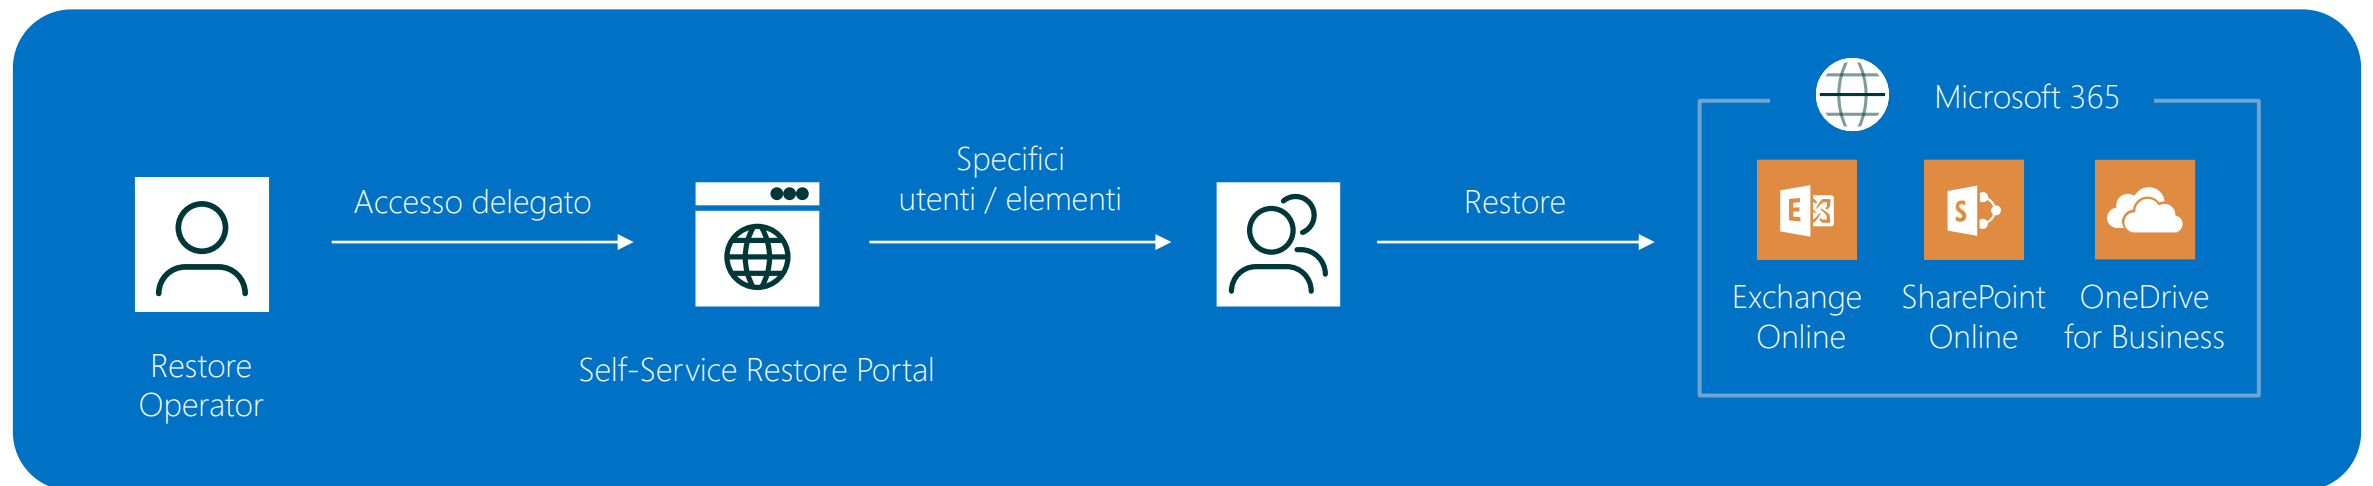 Restore
Operator
Accesso delegato
Self-Service Restore Portal
Specifici
utenti / elementi
Restore
Microsoft 365
E
Exchange
Online
S
SharePoint
Online
OneDrive
for Business